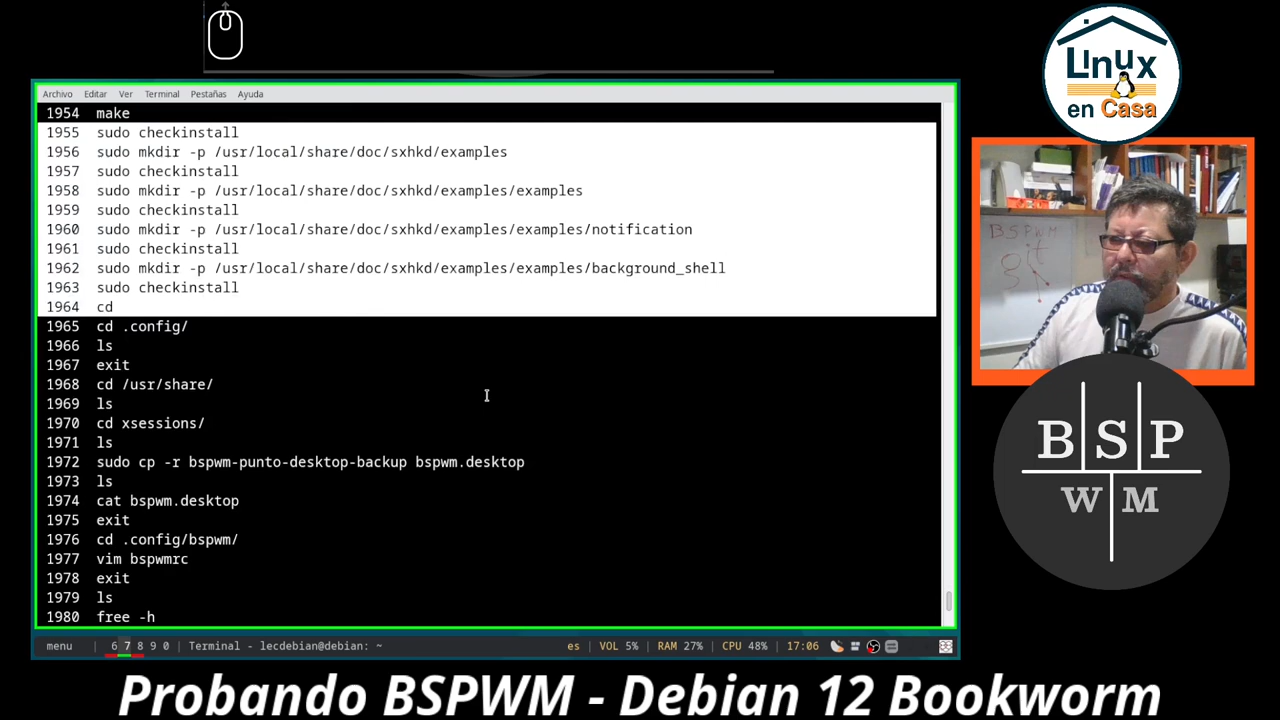 Linux
en Casa
Archivo Editar Ver Terminal Pestañas Ayuda
1954 make
1955 sudo checkinstall
1956 sudo mkdir -p /usr/local/share/doc/sxhkd/examples
1957 sudo checkinstall
1958 sudo mkdir -p /usr/local/share/doc/sxhkd/examples/examples
1959 sudo checkinstall
1960 sudo mkdir -p /usr/local/share/doc/sxhkd/examples/examples/notification
1961 sudo checkinstall
1962 sudo mkdir -p /usr/local/share/doc/sxhkd/examples/examples/background_shell
1963 sudo checkinstall
1964 cd
1965 cd .config/
1966 ls
1967 exit
1968 cd /usr/share/
1969 ls
1970 cd xsessions/
1971 ls
1972 sudo cp -r bspwm-punto-desktop-backup bspwm.desktop
1973 ls
1974 cat bspwm.desktop
1975 exit
1976 cd .config/bspwm/
1977 vim bspwmrc
1978 exit
1979 ls
1980 free -h
BSPWM
git
BSP
WM
menu | 6 7 8 9 0 | Terminal - lecdebian@debian: ~ es | VOL 5% | RAM 27% | CPU 48% | 17:06
Probando BSPWM - Debian 12 Bookworm